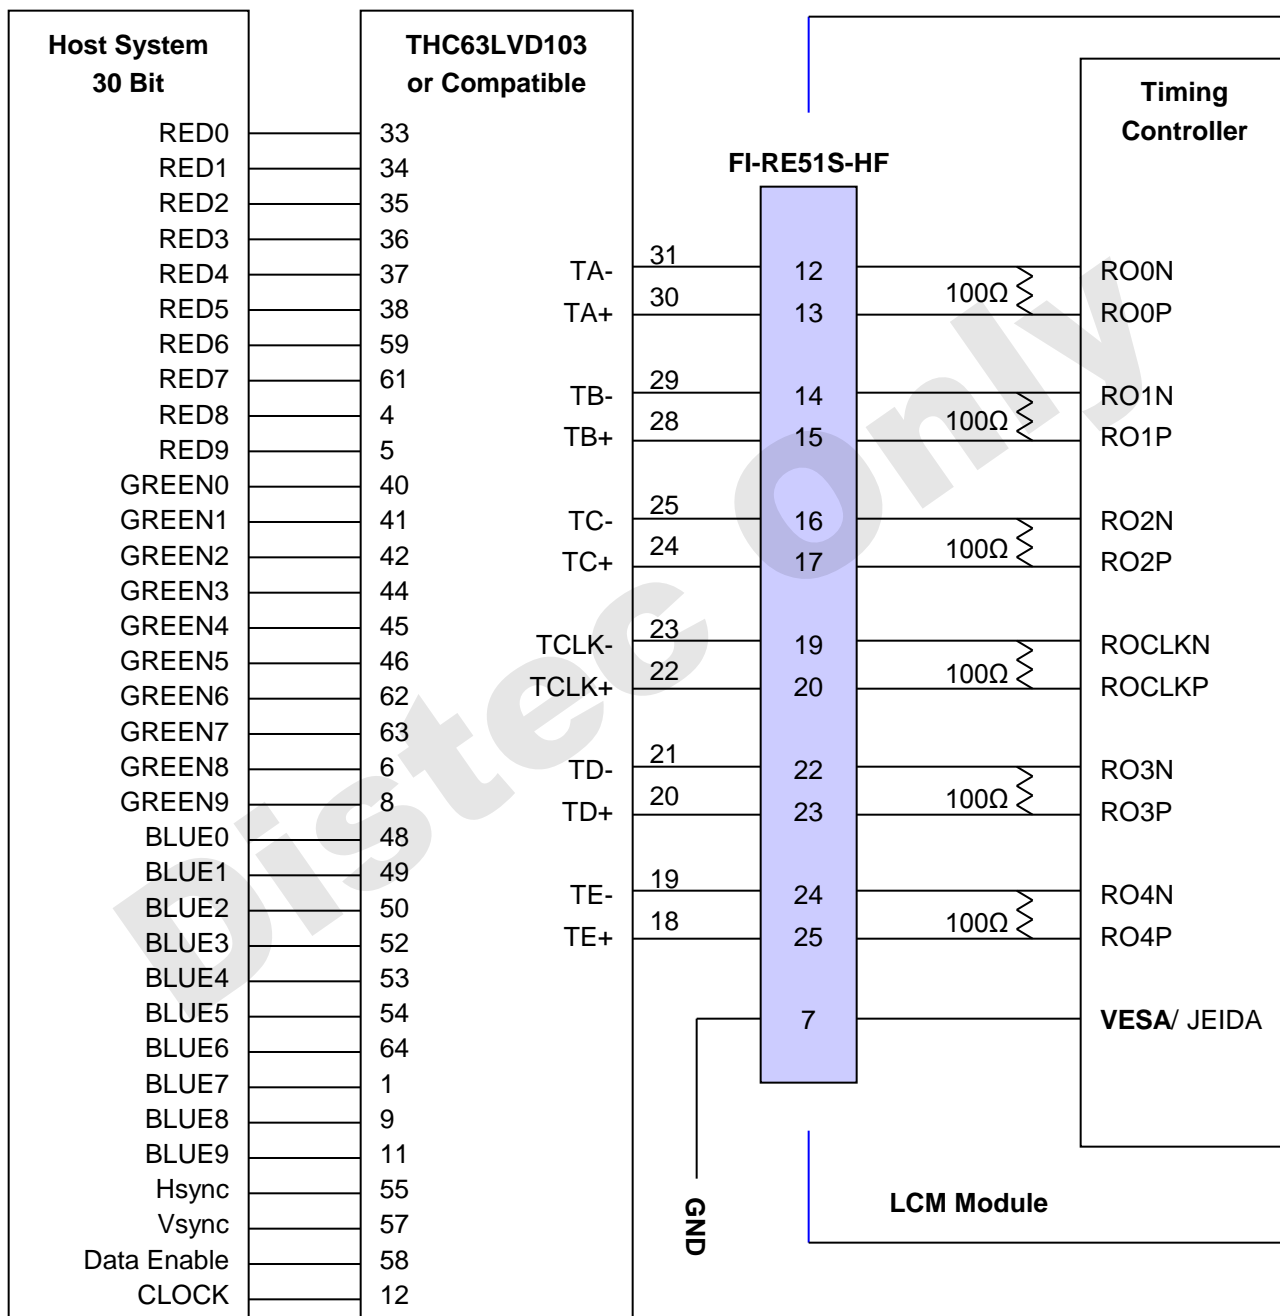 Host System
30 Bit
RED0 33
RED1 34
RED2 35
RED3 36
RED4 37
RED5 38
RED6 59
RED7 61
RED8 4
RED9 5
GREEN0 40
GREEN1 41
GREEN2 42
GREEN3 44
GREEN4 45
GREEN5 46
GREEN6 62
GREEN7 63
GREEN8 6
GREEN9 8
BLUE0 48
BLUE1 49
BLUE2 50
BLUE3 52
BLUE4 53
BLUE5 54
BLUE6 64
BLUE7 1
BLUE8 9
BLUE9 11
Hsync 55
Vsync 57
Data Enable 58
CLOCK 12
THC63LVD103
or Compatible
TA- 31
TA+ 30
TB- 29
TB+ 28
TC- 25
TC+ 24
TCLK- 23
TCLK+ 22
TD- 21
TD+ 20
TE- 19
TE+ 18
GND
FI-RE51S-HF
12
13
14
15
16
17
19
20
22
23
24
25
7
100Ω
100Ω
100Ω
100Ω
100Ω
100Ω
Timing
Controller
RO0N
RO0P
RO1N
RO1P
RO2N
RO2P
ROCLKN
ROCLKP
RO3N
RO3P
RO4N
RO4P
VESA/ JEIDA
LCM Module
Distec Only